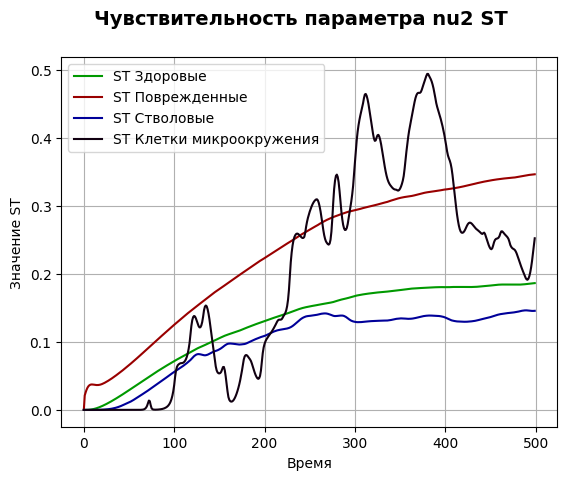 Чувствительность параметра nu2 ST
ST Здоровые
ST Поврежденные
ST Стволовые
ST Клетки микроокружения
Значение ST
0.5
0.4
0.3
0.2
0.1
0.0
0 100 200 300 400 500
Время